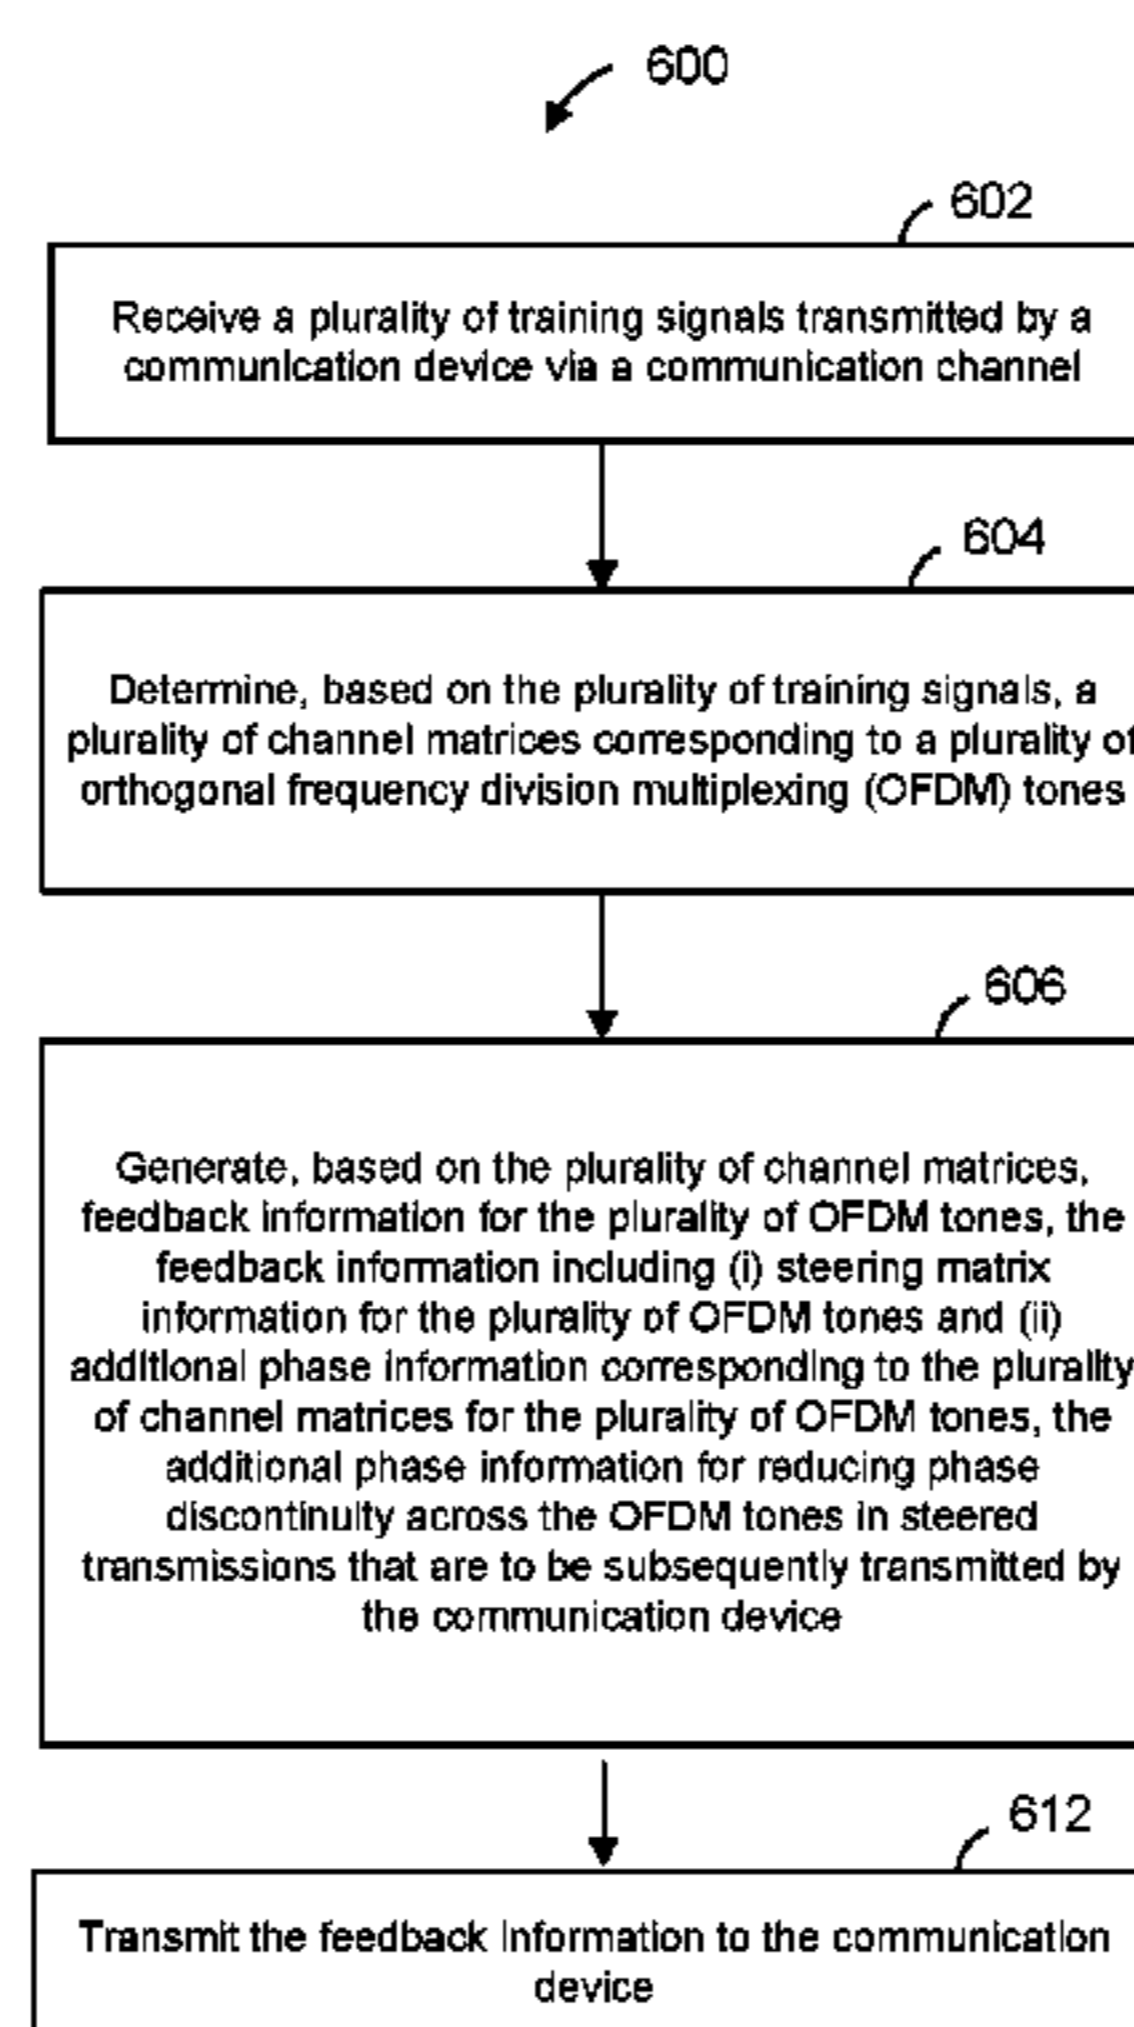 600
602
Receive a plurality of training signals transmitted by a
communication device via a communication channel
604
Determine, based on the plurality of training signals, a
plurality of channel matrices corresponding to a plurality of
orthogonal frequency division multiplexing (OFDM) tones
606
Generate, based on the plurality of channel matrices,
feedback information for the plurality of OFDM tones, the
feedback information including (i) steering matrix
information for the plurality of OFDM tones and (ii)
additional phase information corresponding to the plurality
of channel matrices for the plurality of OFDM tones, the
additional phase information for reducing phase
discontinuity across the OFDM tones in steered
transmissions that are to be subsequently transmitted by
the communication device
612
Transmit the feedback information to the communication
device